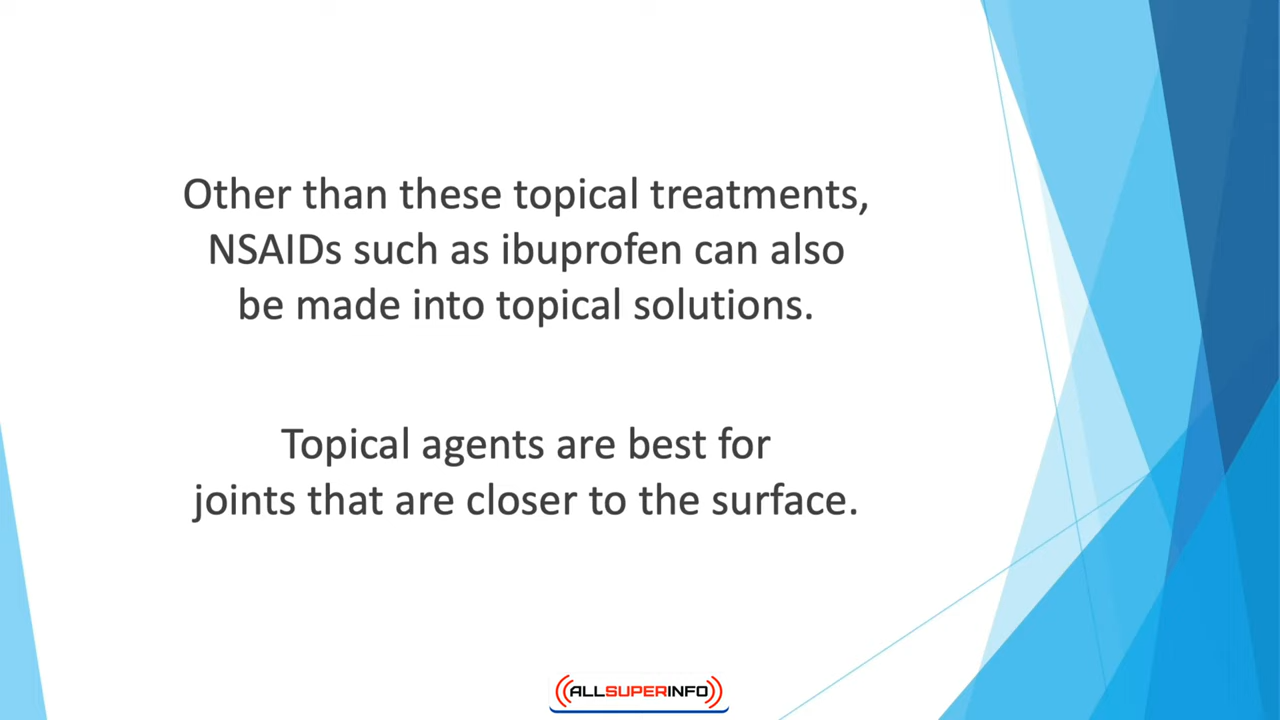 Other than these topical treatments,
NSAIDs such as ibuprofen can also
be made into topical solutions.
Topical agents are best for
joints that are closer to the surface.
ALLSUPERINFO